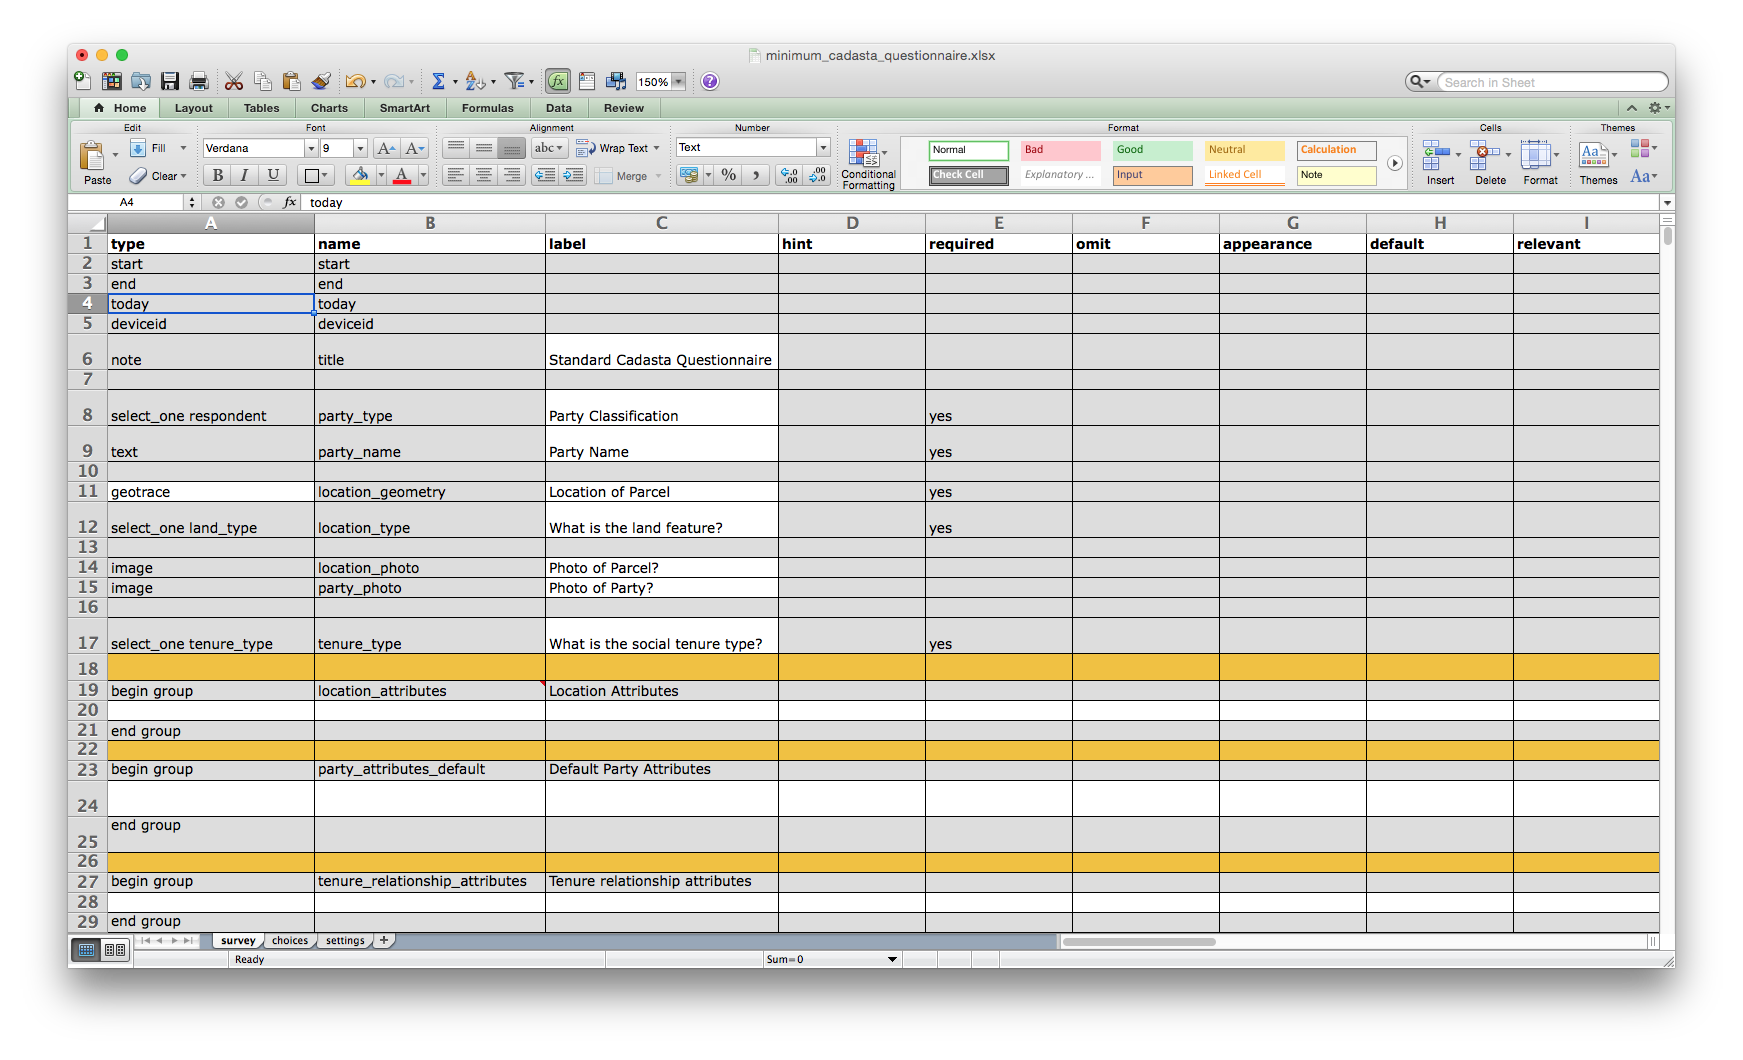 minimum_cadasta_questionnaire.xlsx
150%
Search in Sheet
Home Layout Tables Charts SmartArt Formulas Data Review
Edit Font Alignment Number Format Cells Themes
Paste Fill Clear Verdana 9 B I U abc Wrap Text Merge Text % Conditional Formatting
Normal Bad Good Neutral Calculation
Check Cell Explanatory ... Input Linked Cell Note
Insert Delete Format Themes Aa
A4 fx today
A B C D E F G H I
1 type name label hint required omit appearance default relevant
2 start start
3 end end
4 today today
5 deviceid deviceid
6 note title Standard Cadasta Questionnaire
7
8 select_one respondent party_type Party Classification yes
9 text party_name Party Name yes
10
11 geotrace location_geometry Location of Parcel yes
12 select_one land_type location_type What is the land feature? yes
13
14 image location_photo Photo of Parcel?
15 image party_photo Photo of Party?
16
17 select_one tenure_type tenure_type What is the social tenure type? yes
18
19 begin group location_attributes Location Attributes
20
21 end group
22
23 begin group party_attributes_default Default Party Attributes
24
25 end group
26
27 begin group tenure_relationship_attributes Tenure relationship attributes
28
29 end group
survey choices settings +
Ready Sum=0